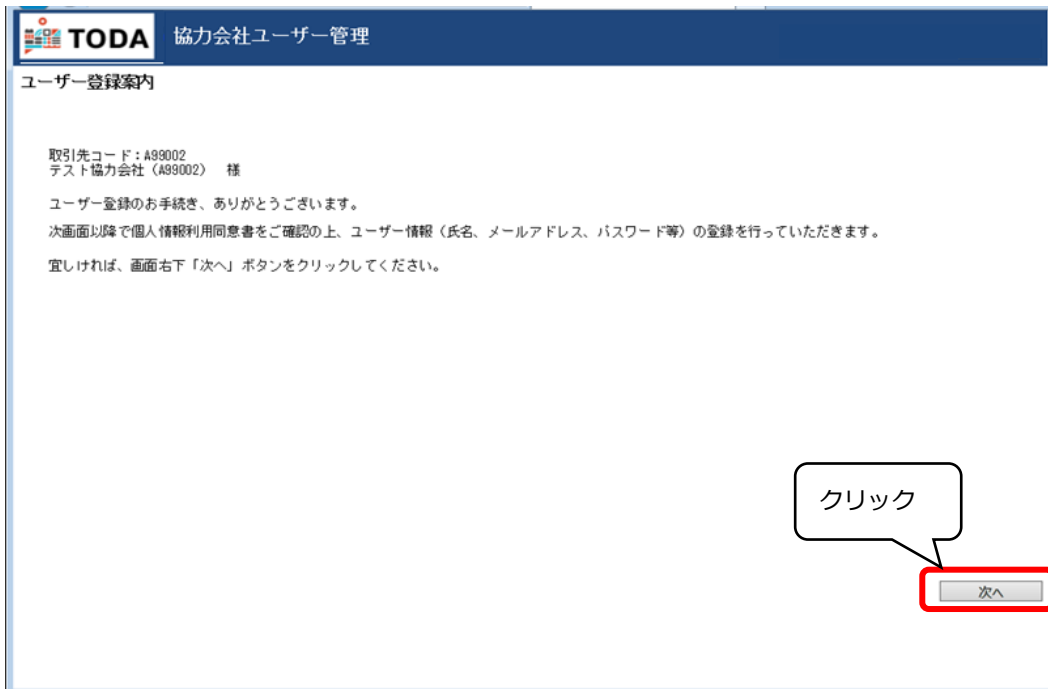 TODA 協力会社ユーザー管理
ユーザー登録案内
取引先コード：A99002
テスト協力会社（A99002）　様
ユーザー登録のお手続き、ありがとうございます。
次画面以降で個人情報利用同意書をご確認の上、ユーザー情報（氏名、メールアドレス、パスワード等）の登録を行っていただきます。
宜しければ、画面右下「次へ」ボタンをクリックしてください。
クリック
次へ